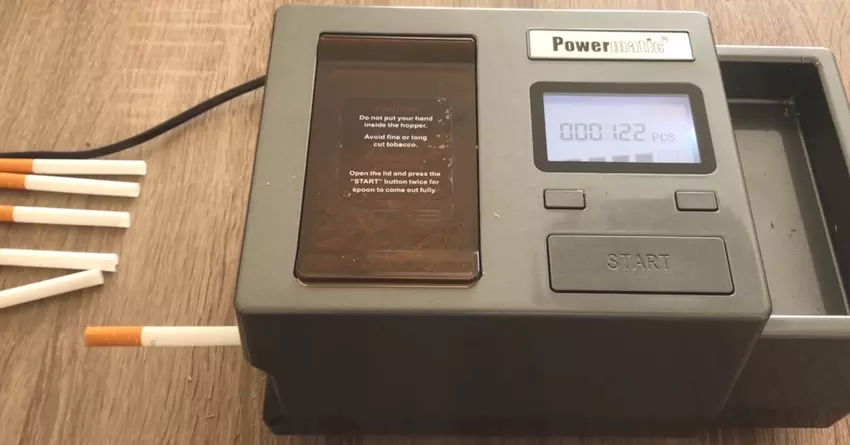 Powermatic
CAUTION
Do not put your hand
inside the hopper.
Avoid fine or long
cut tobacco.
Open the lid and press the
"START" button twice for
spoon to come out fully.
000122 PCS
START